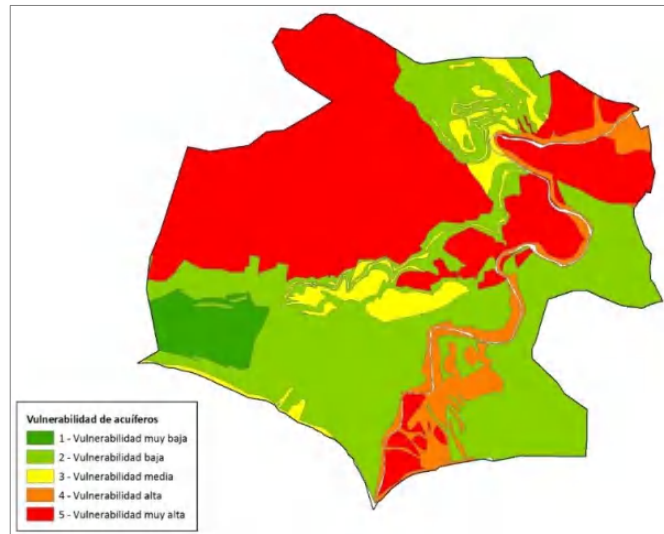 Vulnerabilidad de acuíferos
1 - Vulnerabilidad muy baja
2 - Vulnerabilidad baja
3 - Vulnerabilidad media
4 - Vulnerabilidad alta
5 - Vulnerabilidad muy alta